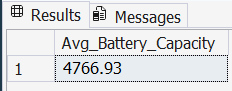 Results Messages
Avg_Battery_Capacity
1 4766.93